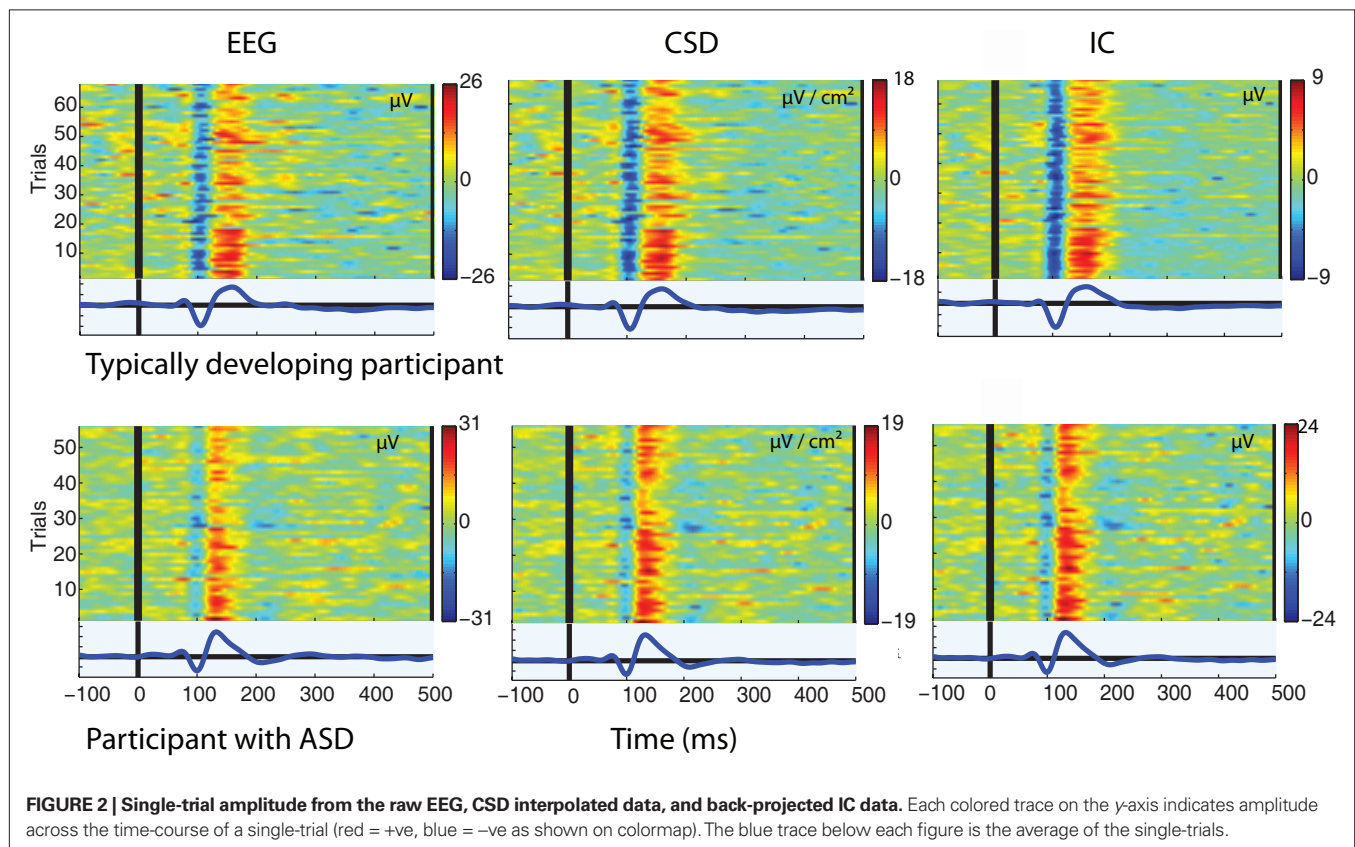 EEG CSD IC
26 18 9
μV μV / cm² μV
60
50
40
30
20
10
Trials
0 0 0
−26 −18 −9
Typically developing participant
31 19 24
μV μV / cm² μV
50
40
30
20
10
Trials
0 0 0
−31 −19 −24
−100 0 100 200 300 400 500 −100 0 100 200 300 400 500 −100 0 100 200 300 400 500
Participant with ASD Time (ms)
FIGURE 2 | Single-trial amplitude from the raw EEG, CSD interpolated data, and back-projected IC data. Each colored trace on the y-axis indicates amplitude
across the time-course of a single-trial (red = +ve, blue = −ve as shown on colormap). The blue trace below each figure is the average of the single-trials.